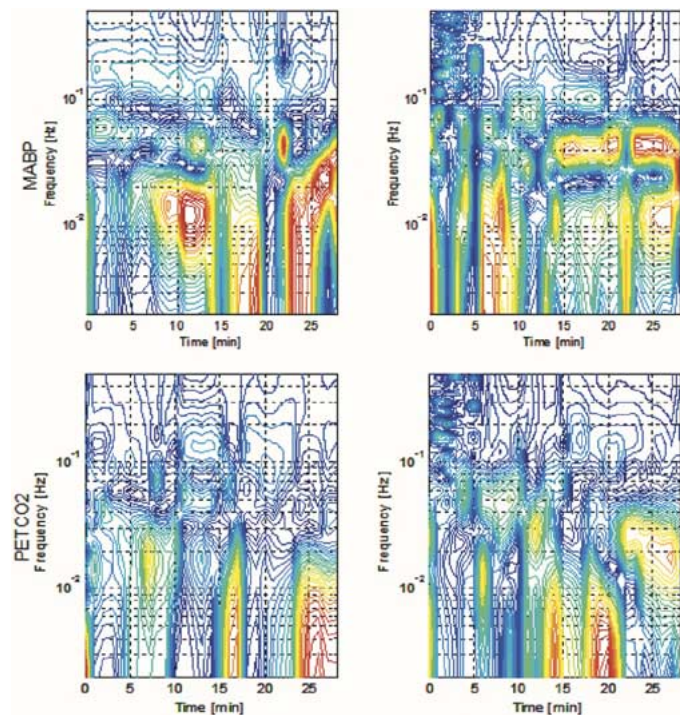 MABP
Frequency [Hz]
10-1
10-2
0 5 10 15 20 25
Time [min]
Frequency [Hz]
10-1
10-2
0 5 10 15 20 25
Time [min]
PETCO2
Frequency [Hz]
10-1
10-2
0 5 10 15 20 25
Time [min]
Frequency [Hz]
10-1
10-2
0 5 10 15 20 25
Time [min]